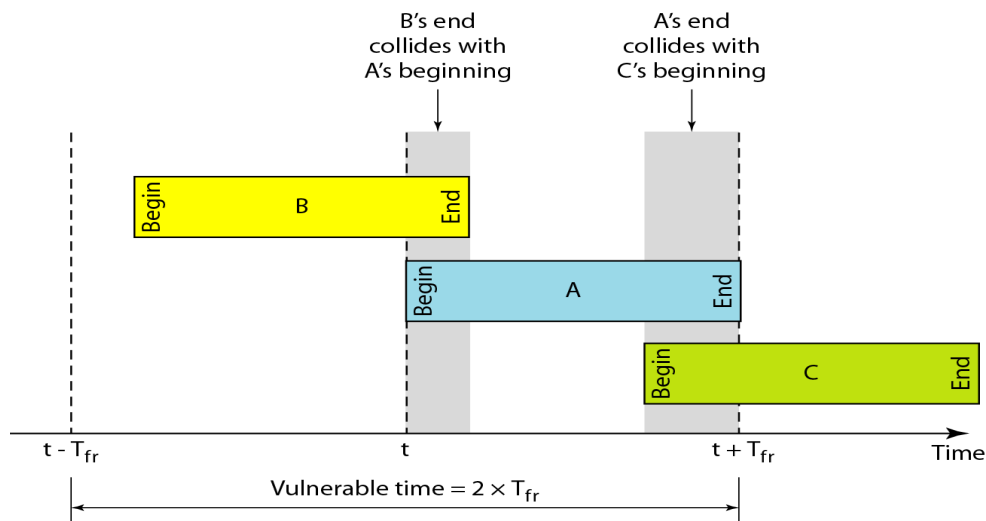 B's end
collides with
A's beginning
A's end
collides with
C's beginning
Begin
B
End
Begin
A
End
Begin
C
End
t - Tfr
t
t + Tfr
Time
Vulnerable time = 2 × Tfr